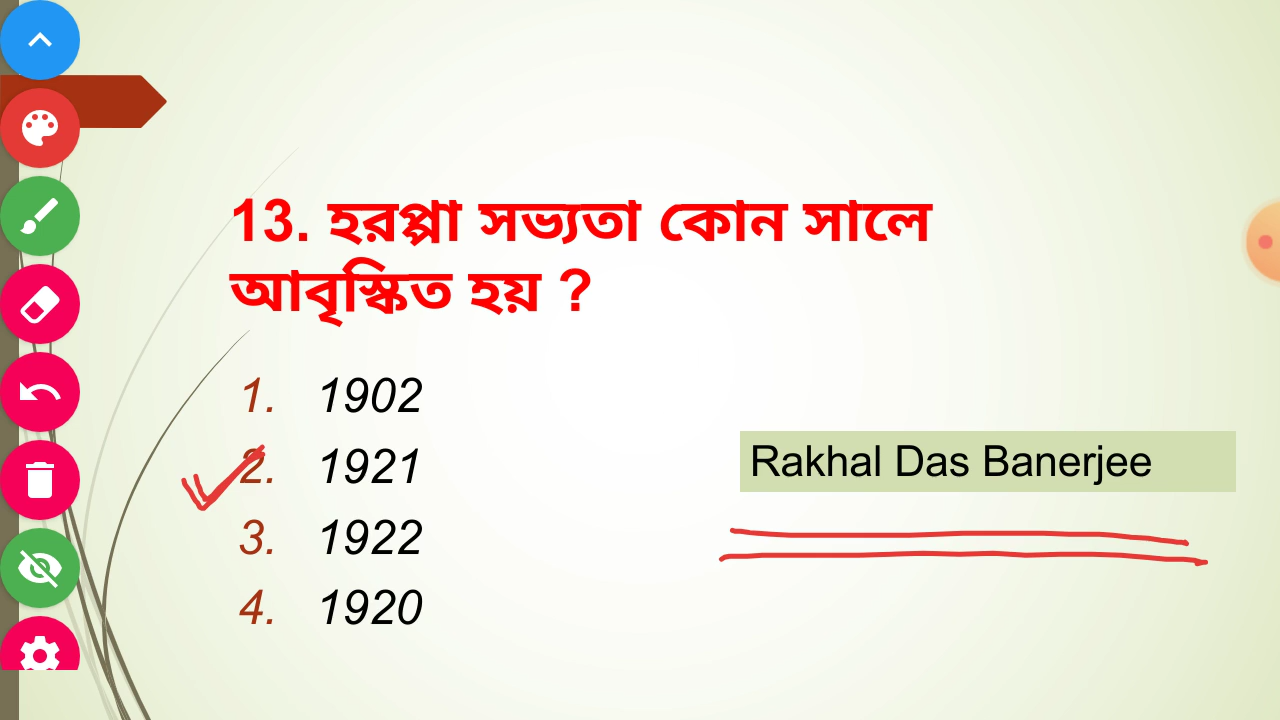 13. হরপ্পা সভ্যতা কোন সালে
আবৃস্কিত হয় ?
1. 1902
2. 1921
3. 1922
4. 1920
Rakhal Das Banerjee